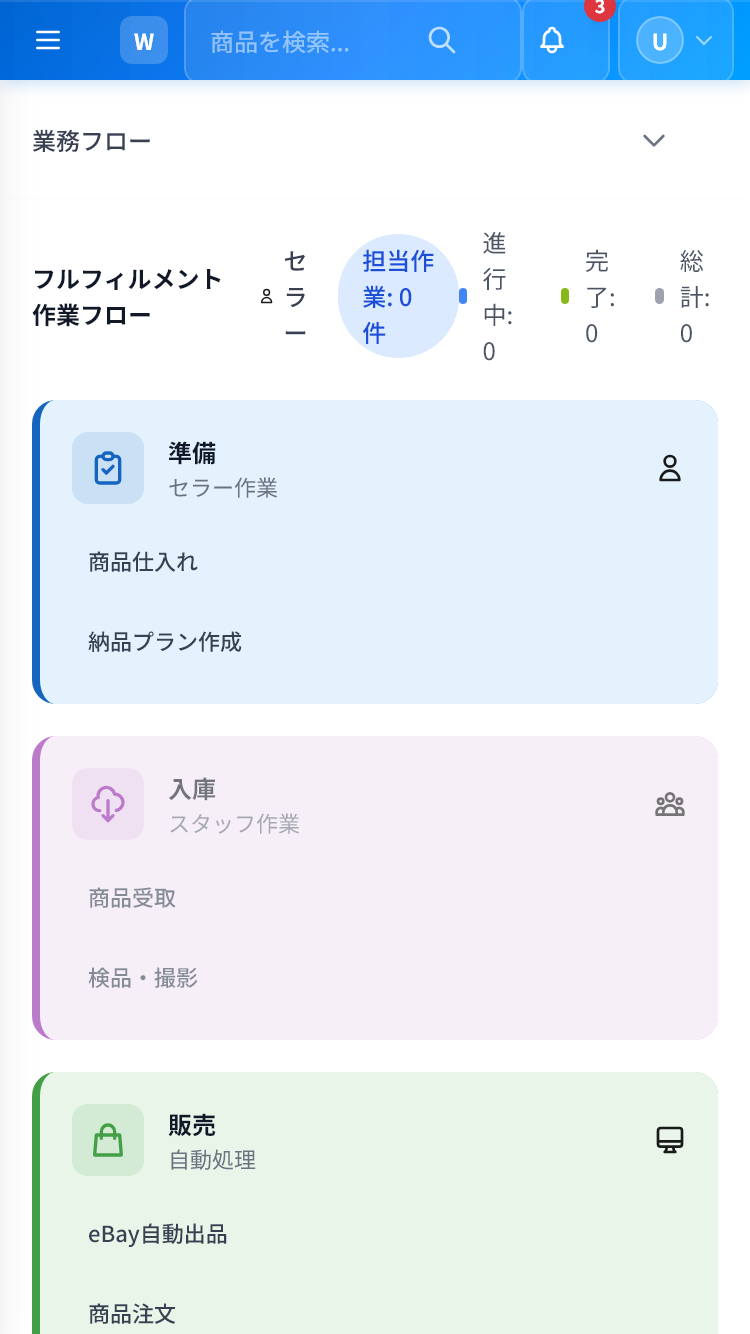 W
商品を検索...
3
U
業務フロー
フルフィルメント
作業フロー
セ
ラ
ー
担当作
業: 0
件
進
行
中:
0
完
了:
0
総
計:
0
準備
セラー作業
商品仕入れ
納品プラン作成
入庫
スタッフ作業
商品受取
検品・撮影
販売
自動処理
eBay自動出品
商品注文